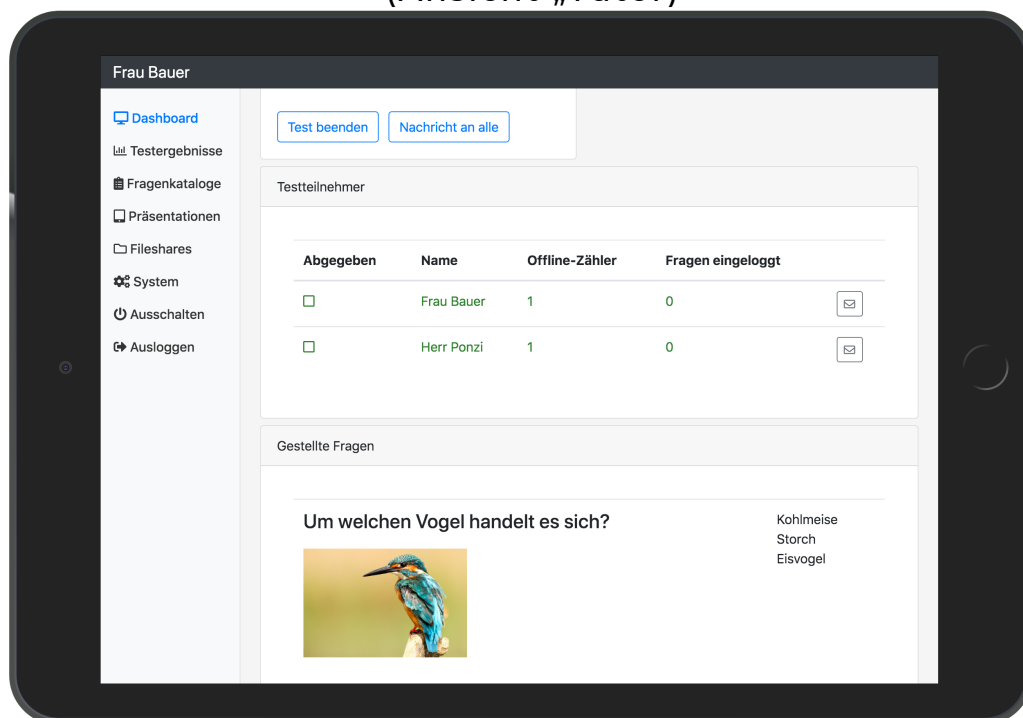 Frau Bauer
Dashboard
Testergebnisse
Fragenkataloge
Präsentationen
Fileshares
System
Ausschalten
Ausloggen
Test beenden Nachricht an alle
Testteilnehmer
Abgegeben Name Offline-Zähler Fragen eingeloggt
Frau Bauer 1 0
Herr Ponzi 1 0
Gestellte Fragen
Um welchen Vogel handelt es sich?
Kohlmeise
Storch
Eisvogel